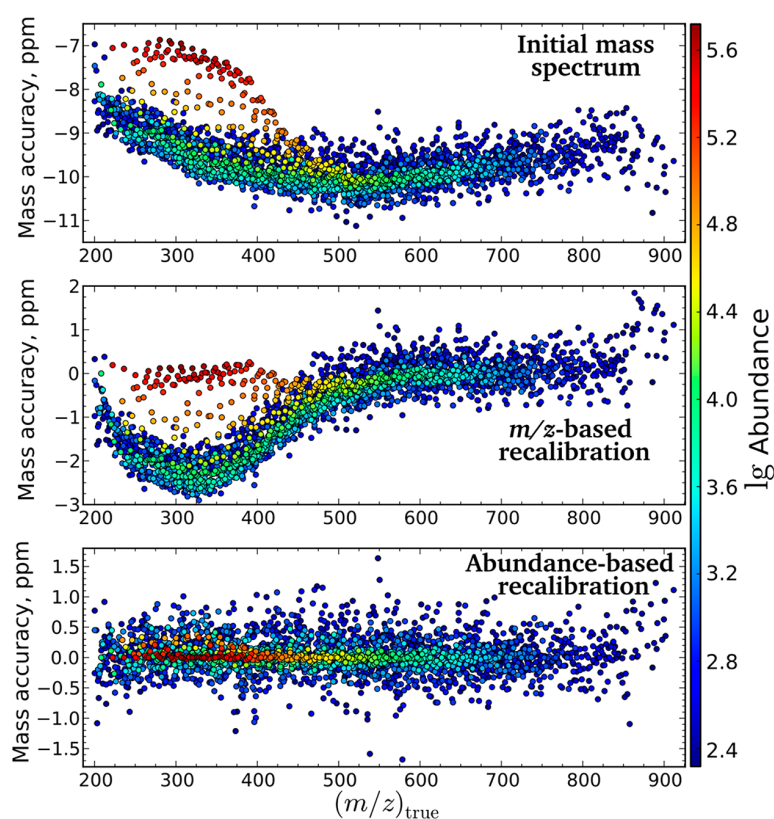 Mass accuracy, ppm
−7
−8
−9
−10
−11
Initial mass
spectrum
200 300 400 500 600 700 800 900
Mass accuracy, ppm
2
1
0
−1
−2
−3
m/z-based
recalibration
200 300 400 500 600 700 800 900
Mass accuracy, ppm
1.5
1.0
0.5
0.0
−0.5
−1.0
−1.5
Abundance-based
recalibration
200 300 400 500 600 700 800 900
(m/z)true
5.6
5.2
4.8
4.4
4.0
3.6
3.2
2.8
2.4
lg Abundance